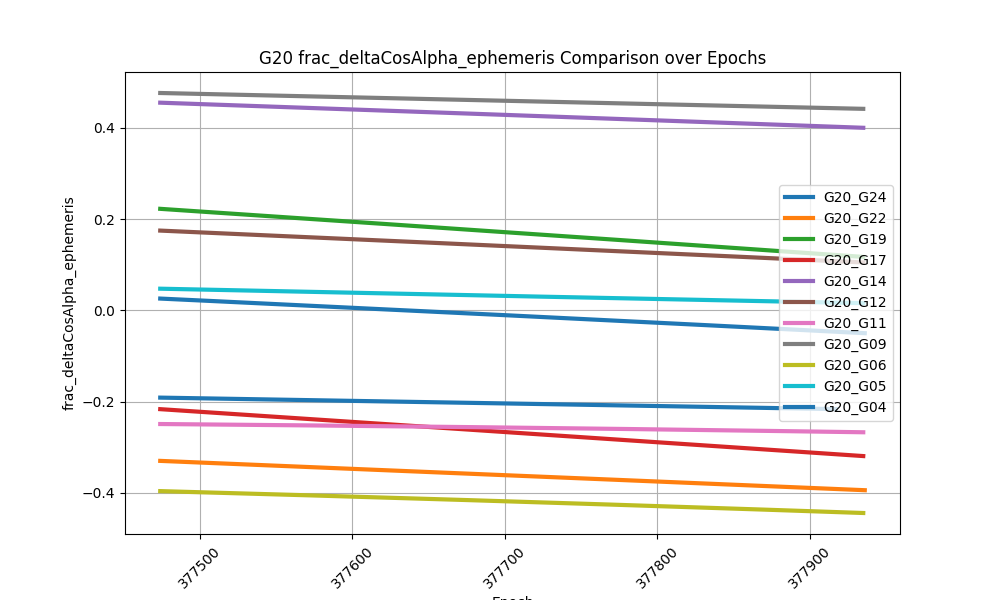 G20 frac_deltaCosAlpha_ephemeris Comparison over Epochs
frac_deltaCosAlpha_ephemeris
0.4
0.2
0.0
−0.2
−0.4
G20_G24
G20_G22
G20_G19
G20_G17
G20_G14
G20_G12
G20_G11
G20_G09
G20_G06
G20_G05
G20_G04
377500
377600
377700
377800
377900
Epoch